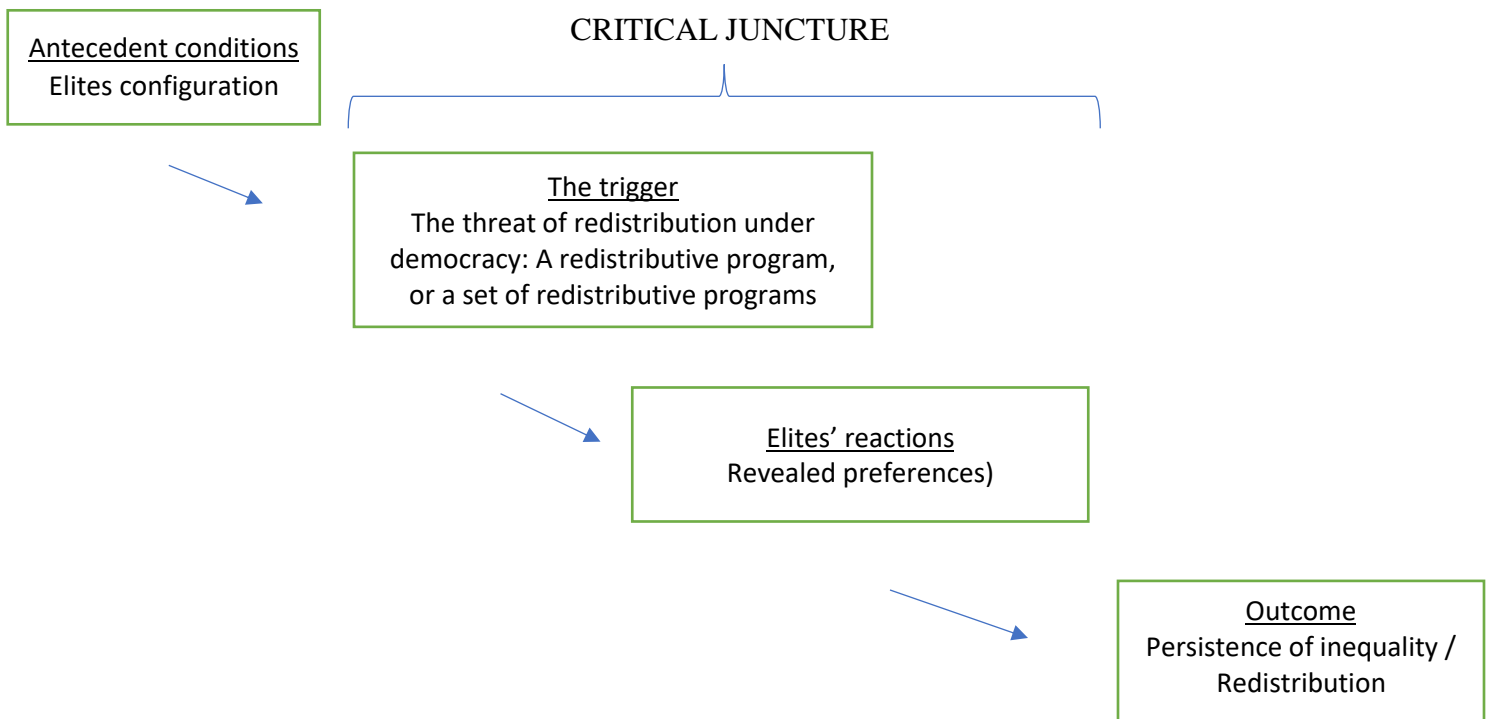 CRITICAL JUNCTURE
Antecedent conditions
Elites configuration
The trigger
The threat of redistribution under
democracy: A redistributive program,
or a set of redistributive programs
Elites’ reactions
Revealed preferences)
Outcome
Persistence of inequality /
Redistribution